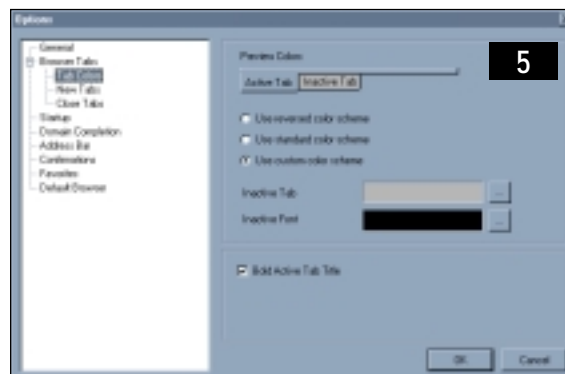 Options
General
Browser Tabs
Tab Colors
New Tabs
Close Tabs
Startup
Domain Completion
Address Bar
Confirmations
Favorites
Default Browser
Preview Colors
5
Active Tab Inactive Tab
Use reversed color scheme
Use standard color scheme
Use custom color scheme
Inactive Tab ...
Inactive Font ...
Bold Active Tab Title
OK Cancel